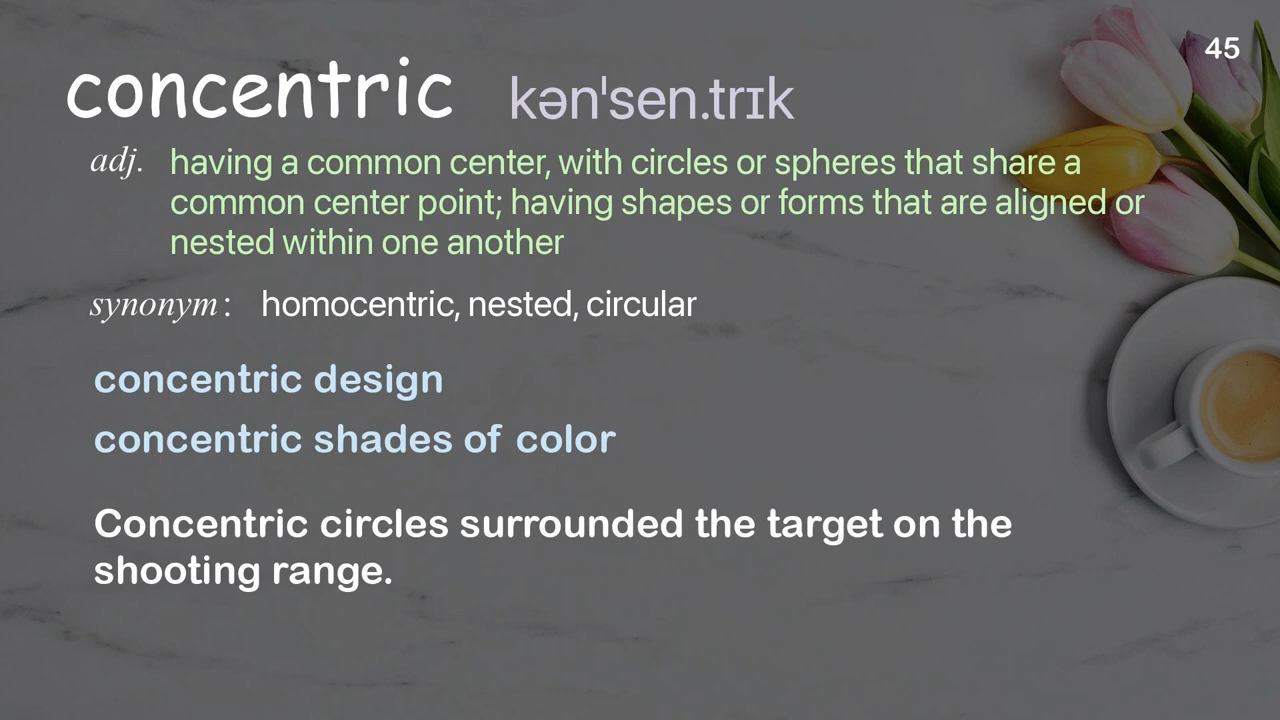 45
concentric kən'sen.trɪk
adj. having a common center, with circles or spheres that share a
common center point; having shapes or forms that are aligned or
nested within one another
synonym: homocentric, nested, circular
concentric design
concentric shades of color
Concentric circles surrounded the target on the
shooting range.